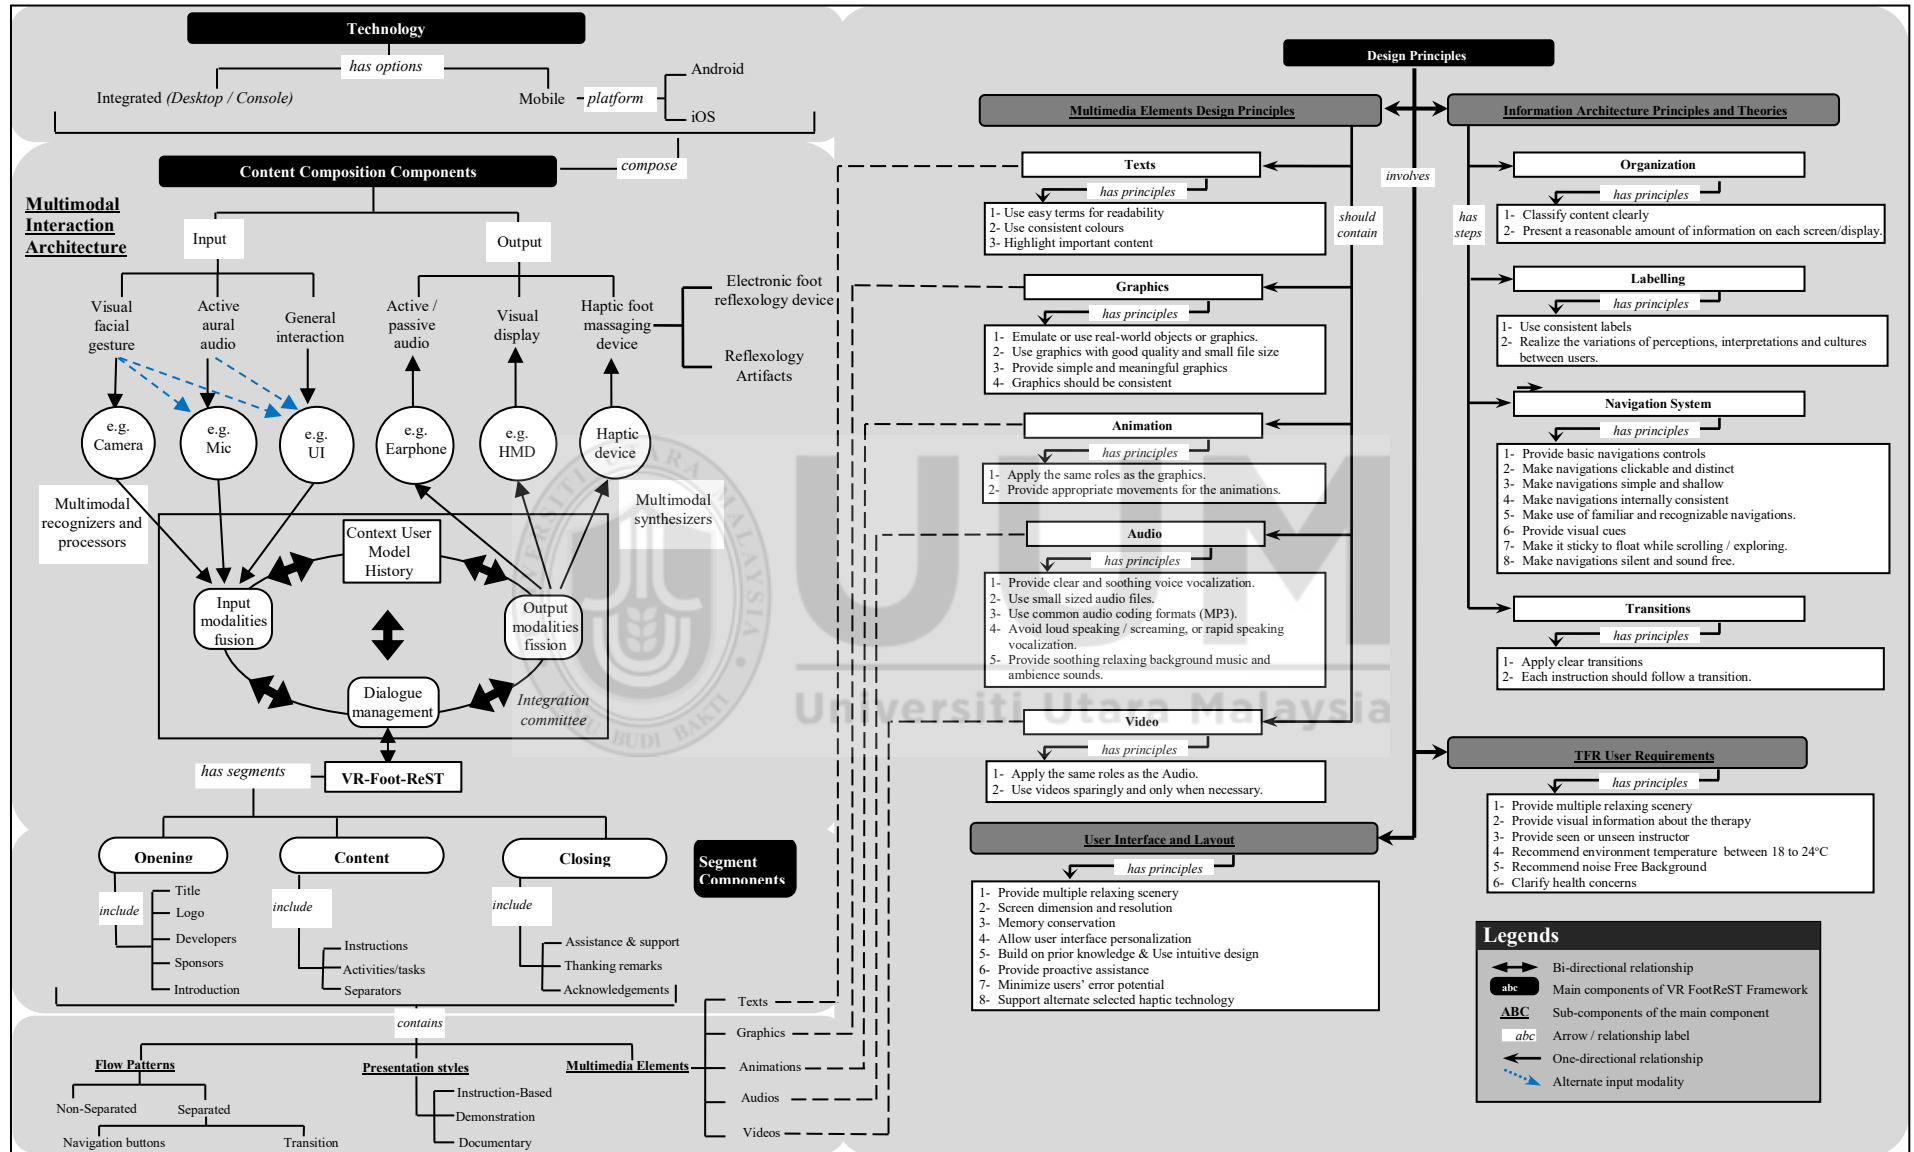 Technology
has options
Integrated (Desktop / Console)
Mobile
platform
Android
iOS
compose
Content Composition Components
Multimodal
Interaction
Architecture
Input
Output
Visual
facial
gesture
Active
aural
audio
General
interaction
Active /
passive
audio
Visual
display
Haptic foot
massaging
device
Electronic foot
reflexology device
Reflexology
Artifacts
e.g.
Camera
e.g.
Mic
e.g.
UI
e.g.
Earphone
e.g.
HMD
Haptic
device
Multimodal
recognizers and
processors
Multimodal
synthesizers
Context User
Model
History
Input
modalities
fusion
Output
modalities
fission
Dialogue
management
Integration
committee
has segments
VR-Foot-ReST
Opening
Content
Closing
Segment
Components
include
Title
Logo
Developers
Sponsors
Introduction
include
Instructions
Activities/tasks
Separators
include
Assistance & support
Thanking remarks
Acknowledgements
contains
Flow Patterns
Non-Separated
Separated
Navigation buttons
Transition
Presentation styles
Instruction-Based
Demonstration
Documentary
Multimedia Elements
Texts
Graphics
Animations
Audios
Videos
Design Principles
involves
Multimedia Elements Design Principles
should
contain
Texts
has principles
1- Use easy terms for readability
2- Use consistent colours
3- Highlight important content
Graphics
has principles
1- Emulate or use real-world objects or graphics.
2- Use graphics with good quality and small file size
3- Provide simple and meaningful graphics
4- Graphics should be consistent
Animation
has principles
1- Apply the same roles as the graphics.
2- Provide appropriate movements for the animations.
Audio
has principles
1- Provide clear and soothing voice vocalization.
2- Use small sized audio files.
3- Use common audio coding formats (MP3).
4- Avoid loud speaking / screaming, or rapid speaking
vocalization.
5- Provide soothing relaxing background music and
ambience sounds.
Video
has principles
1- Apply the same roles as the Audio.
2- Use videos sparingly and only when necessary.
User Interface and Layout
has principles
1- Provide multiple relaxing scenery
2- Screen dimension and resolution
3- Memory conservation
4- Allow user interface personalization
5- Build on prior knowledge & Use intuitive design
6- Provide proactive assistance
7- Minimize users’ error potential
8- Support alternate selected haptic technology
Information Architecture Principles and Theories
has
steps
Organization
has principles
1- Classify content clearly
2- Present a reasonable amount of information on each screen/display.
Labelling
has principles
1- Use consistent labels
2- Realize the variations of perceptions, interpretations and cultures
between users.
Navigation System
has principles
1- Provide basic navigations controls
2- Make navigations clickable and distinct
3- Make navigations simple and shallow
4- Make navigations internally consistent
5- Make use of familiar and recognizable navigations.
6- Provide visual cues
7- Make it sticky to float while scrolling / exploring.
8- Make navigations silent and sound free.
Transitions
has principles
1- Apply clear transitions
2- Each instruction should follow a transition.
TFR User Requirements
has principles
1- Provide multiple relaxing scenery
2- Provide visual information about the therapy
3- Provide seen or unseen instructor
4- Recommend environment temperature between 18 to 24°C
5- Recommend noise Free Background
6- Clarify health concerns
Legends
Bi-directional relationship
abc
Main components of VR FootReST Framework
ABC
Sub-components of the main component
abc
Arrow / relationship label
One-directional relationship
Alternate input modality
UUM
Universiti Utara Malaysia
UNIVERSITI UTARA MALAYSIA
ILMU BUDI BAKTI